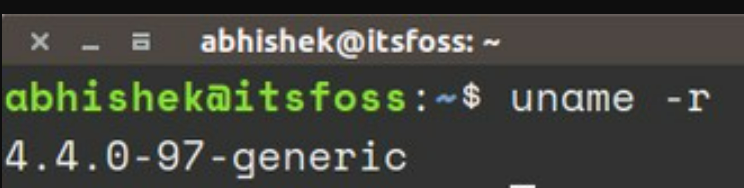 abhishek@itsfoss: ~
abhishek@itsfoss:~$ uname -r
4.4.0-97-generic